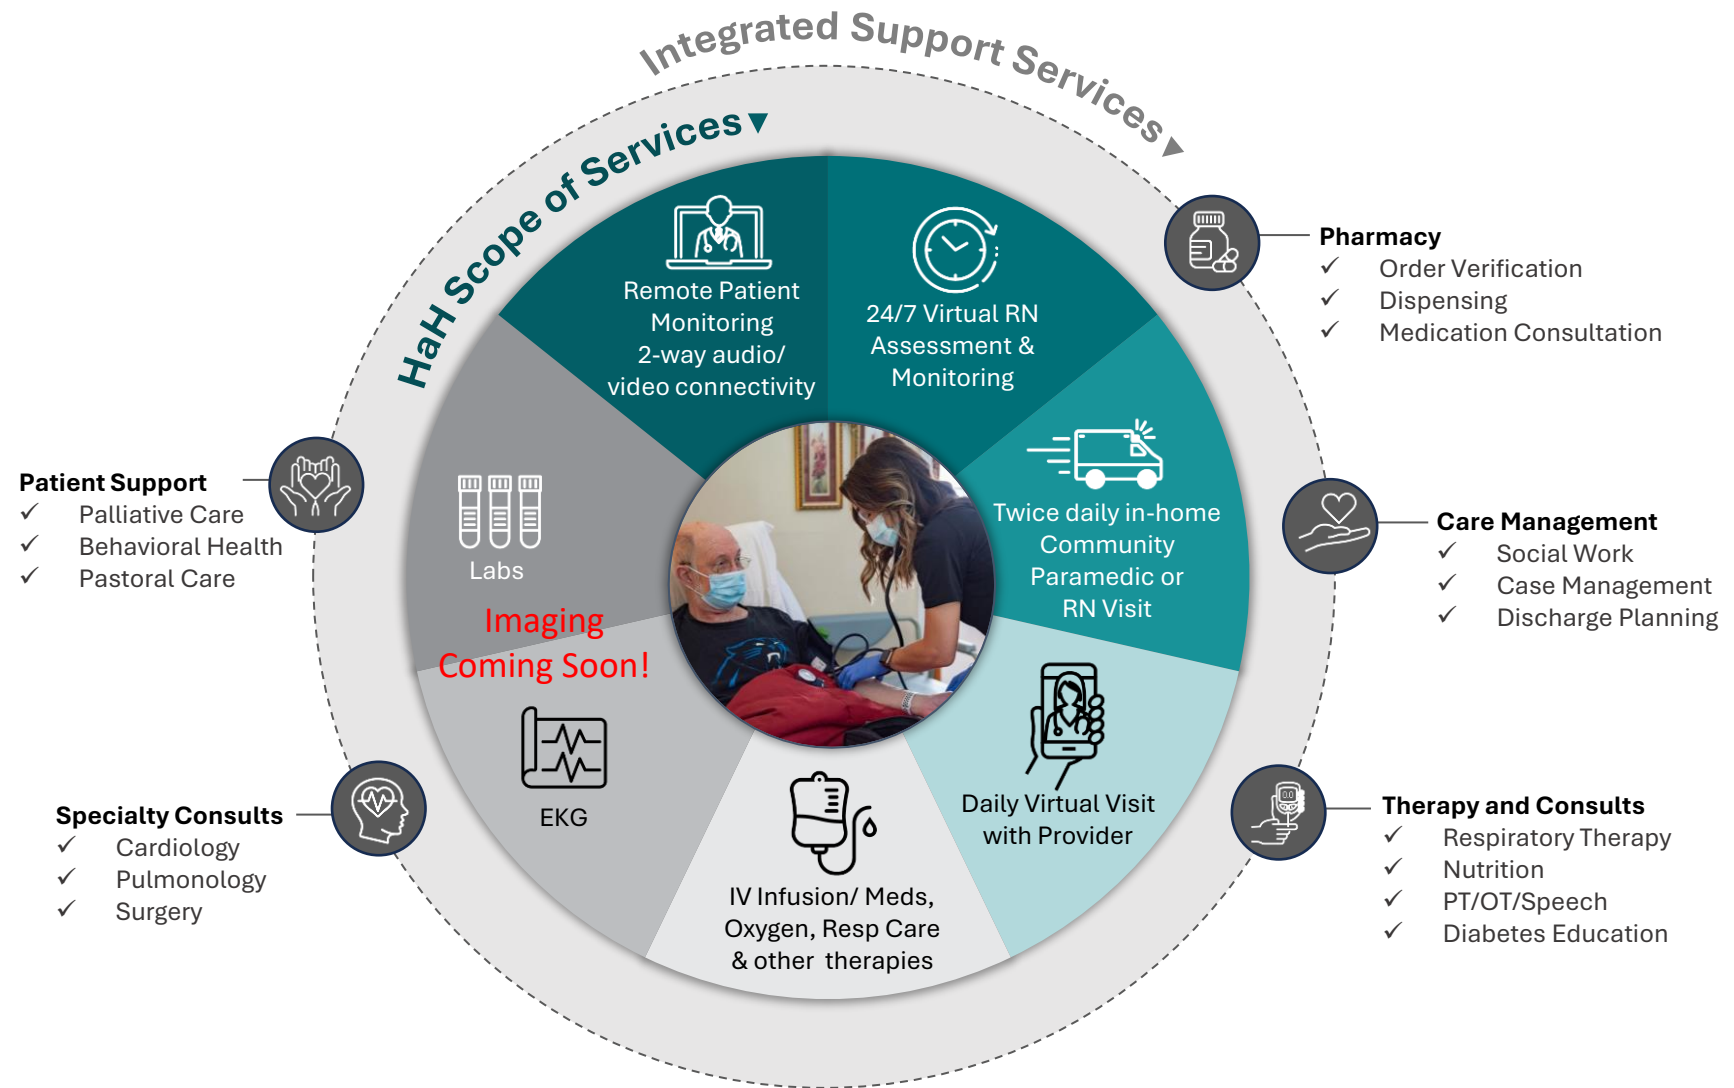 Integrated Support Services
HaH Scope of Services
Remote Patient
Monitoring
2-way audio/
video connectivity
24/7 Virtual RN
Assessment &
Monitoring
Twice daily in-home
Community
Paramedic or
RN Visit
Daily Virtual Visit
with Provider
IV Infusion/ Meds,
Oxygen, Resp Care
& other therapies
EKG
Labs
Imaging
Coming Soon!
Pharmacy
✓ Order Verification
✓ Dispensing
✓ Medication Consultation
Care Management
✓ Social Work
✓ Case Management
✓ Discharge Planning
0.0
Therapy and Consults
✓ Respiratory Therapy
✓ Nutrition
✓ PT/OT/Speech
✓ Diabetes Education
Specialty Consults
✓ Cardiology
✓ Pulmonology
✓ Surgery
Patient Support
✓ Palliative Care
✓ Behavioral Health
✓ Pastoral Care